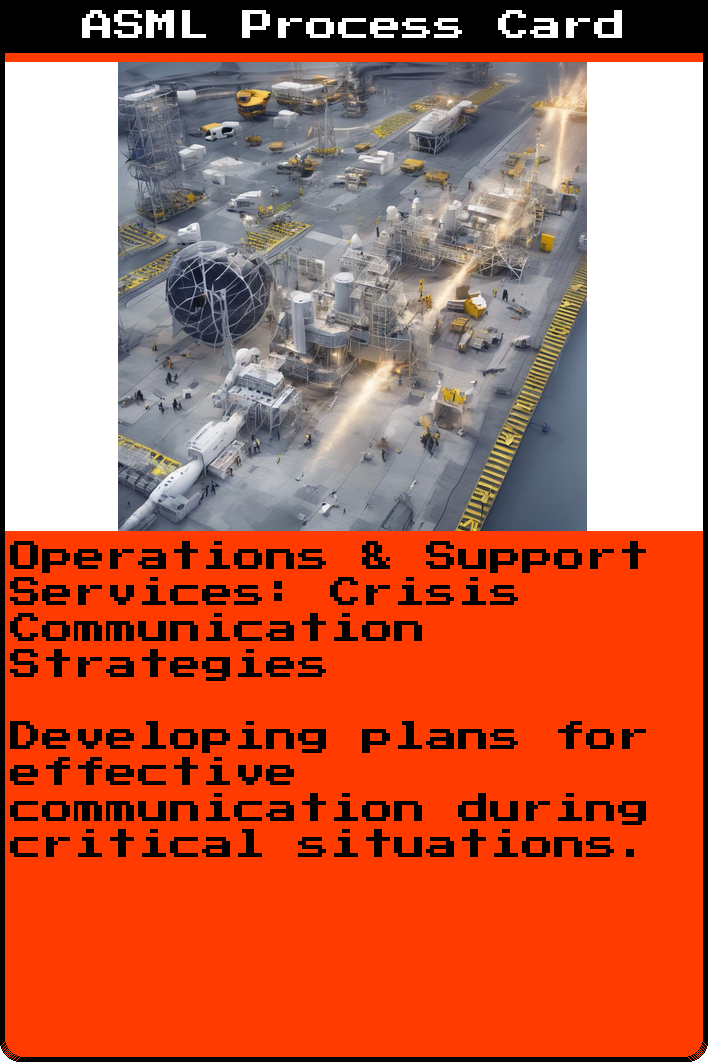 ASML Process Card
Operations & Support
Services: Crisis
Communication
Strategies
Developing plans for
effective
communication during
critical situations.